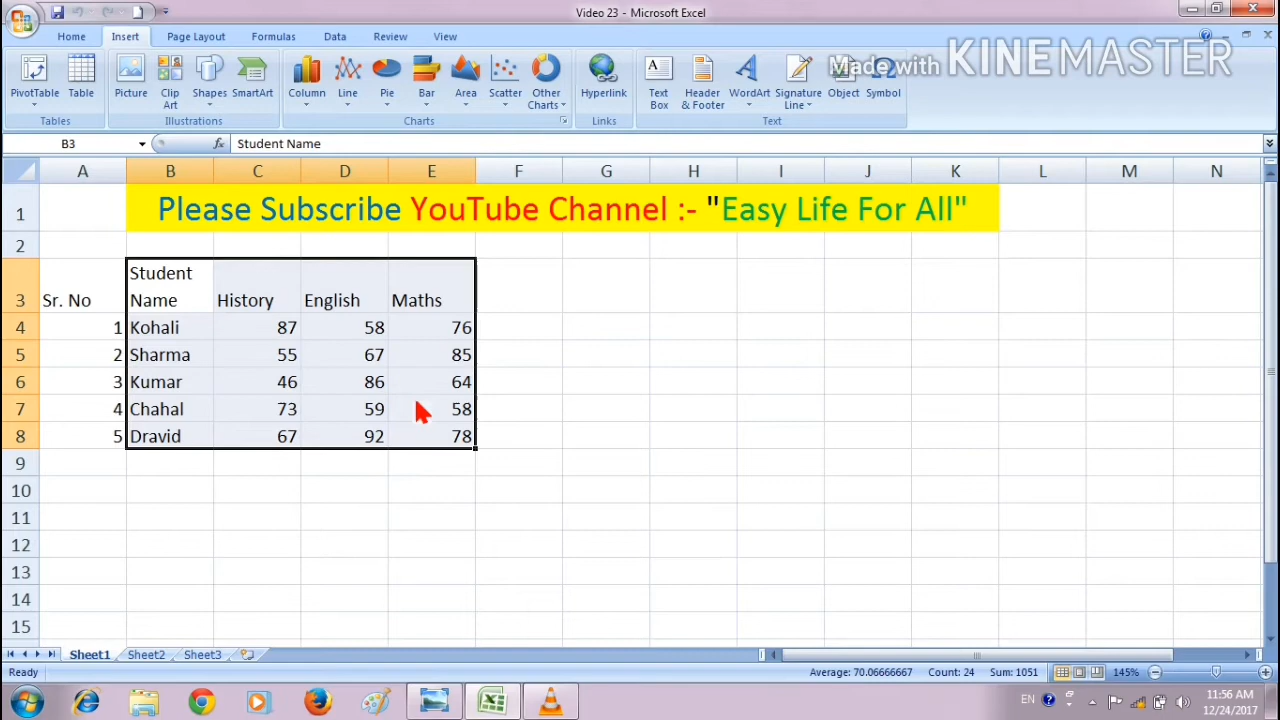 Video 23 - Microsoft Excel
Made with KINEMASTER
Home Insert Page Layout Formulas Data Review View
PivotTable Table Picture Clip Art Shapes SmartArt Column Line Pie Bar Area Scatter Other Charts Hyperlink Text Box Header & Footer WordArt Signature Line Object Symbol
Tables Illustrations Charts Links Text
B3 fx Student Name
A B C D E F G H I J K L M N
1 Please Subscribe YouTube Channel :- "Easy Life For All"
2
3 Sr. No Student Name History English Maths
4 1 Kohali 87 58 76
5 2 Sharma 55 67 85
6 3 Kumar 46 86 64
7 4 Chahal 73 59 58
8 5 Dravid 67 92 78
9
10
11
12
13
14
15
Sheet1 Sheet2 Sheet3
Ready Average: 70.06666667 Count: 24 Sum: 1051 145%
EN 11:56 AM
12/24/2017